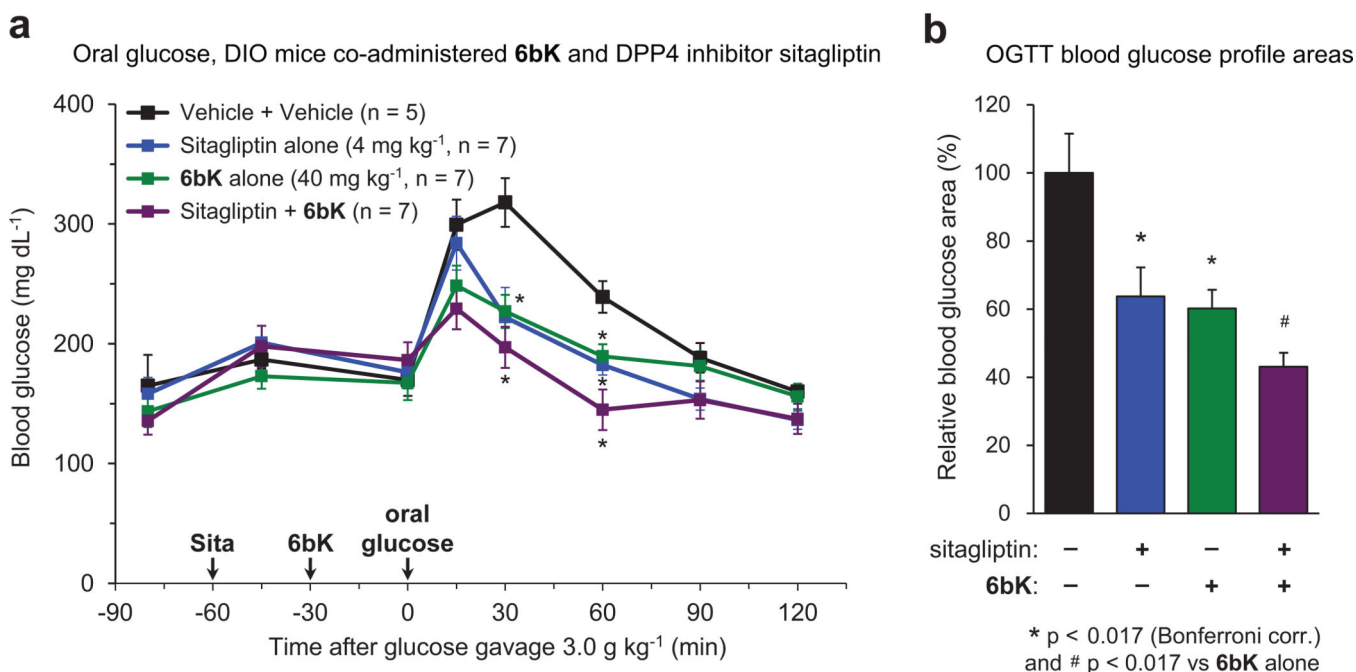 a
Oral glucose, DIO mice co-administered 6bK and DPP4 inhibitor sitagliptin
400
300
200
100
0
Blood glucose (mg dL⁻¹)
Vehicle + Vehicle (n = 5)
Sitagliptin alone (4 mg kg⁻¹, n = 7)
6bK alone (40 mg kg⁻¹, n = 7)
Sitagliptin + 6bK (n = 7)
*
*
*
*
*
Sita
6bK
oral
glucose
-90 -60 -30 0 30 60 90 120
Time after glucose gavage 3.0 g kg⁻¹ (min)
b
OGTT blood glucose profile areas
120
100
80
60
40
20
0
Relative blood glucose area (%)
* * #
sitagliptin: – + – +
6bK: – – + +
* p < 0.017 (Bonferroni corr.)
and # p < 0.017 vs 6bK alone